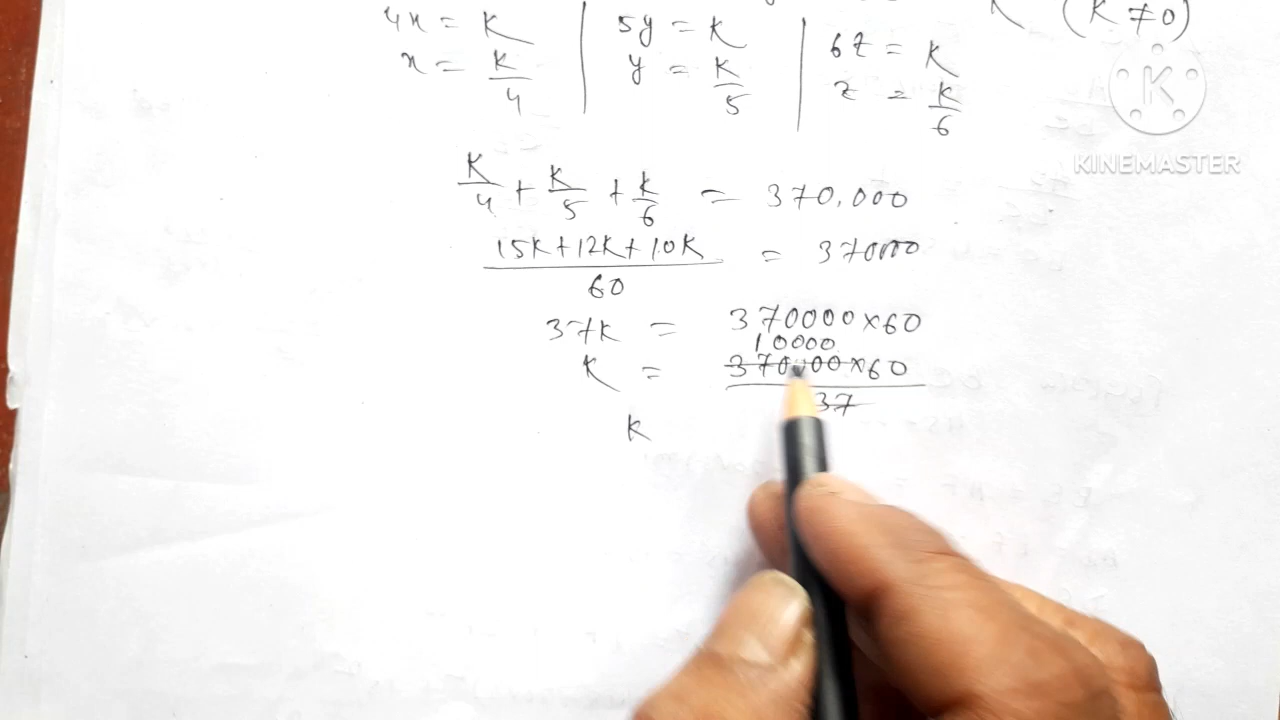 K (K ≠ 0)
4x = K | 5y = K | 6z = K
x = K/4 | y = K/5 | z = K/6
K
KINEMASTER
K/4 + K/5 + K/6 = 370,000
15K+12K+10K/60 = 370000
37K = 370000×60
10000
K = 370000×60/37
K